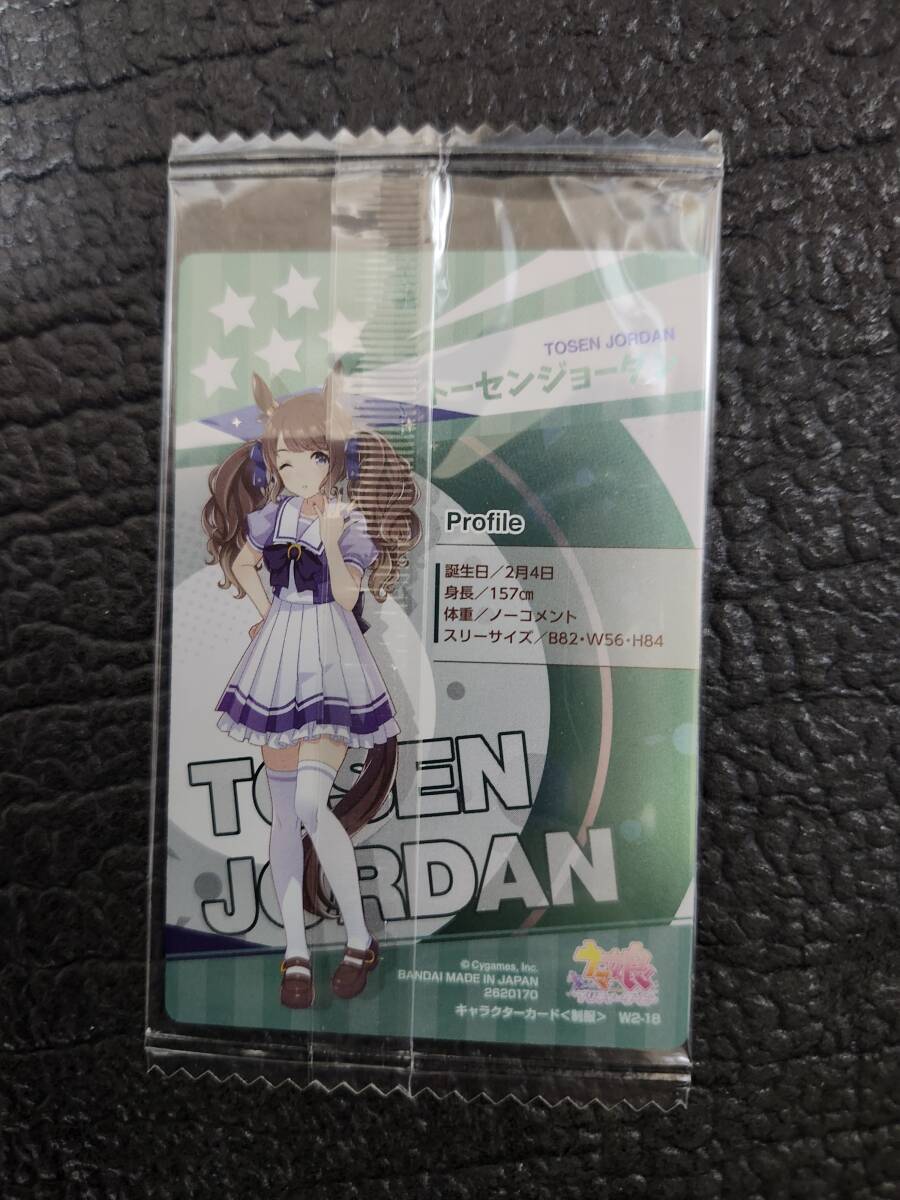 TOSEN JORDAN
トーセンジョーダン
Profile
誕生日／2月4日
身長／157㎝
体重／ノーコメント
スリーサイズ／B82・W56・H84
TOSEN
JORDAN
©Cygames, Inc.
BANDAI MADE IN JAPAN
2620170
キャラクターカード<制服> W2-18
ウマ娘